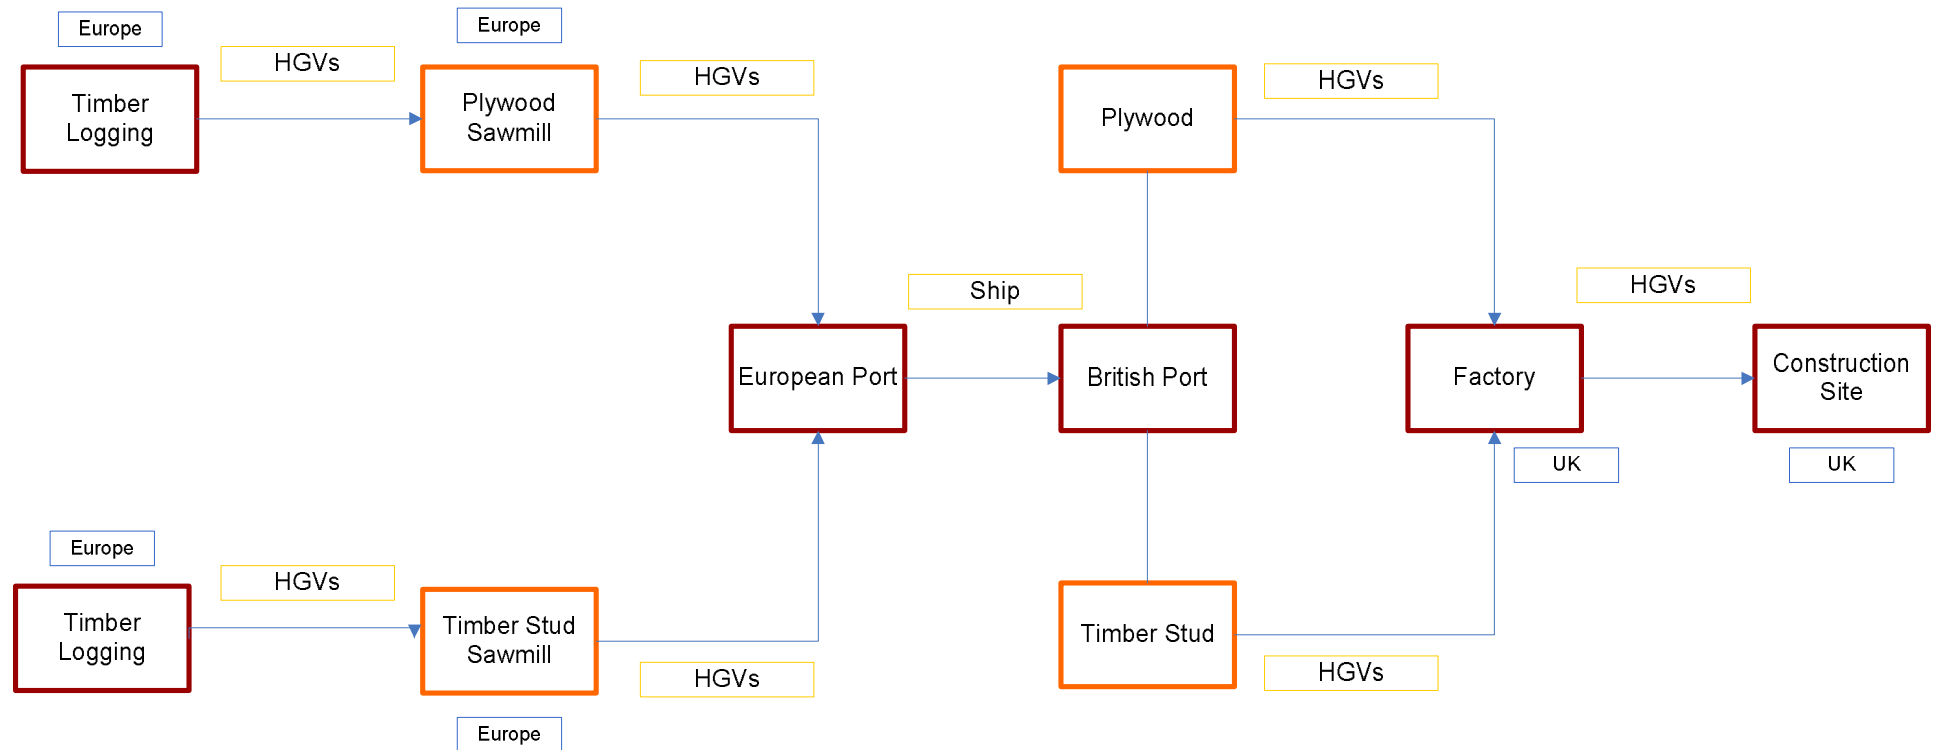 Europe
Europe
HGVs
HGVs
HGVs
Timber
Logging
Plywood
Sawmill
Plywood
Ship
HGVs
European Port
British Port
Factory
Construction
Site
UK
UK
Europe
HGVs
Timber
Logging
Timber Stud
Sawmill
Timber Stud
HGVs
HGVs
Europe